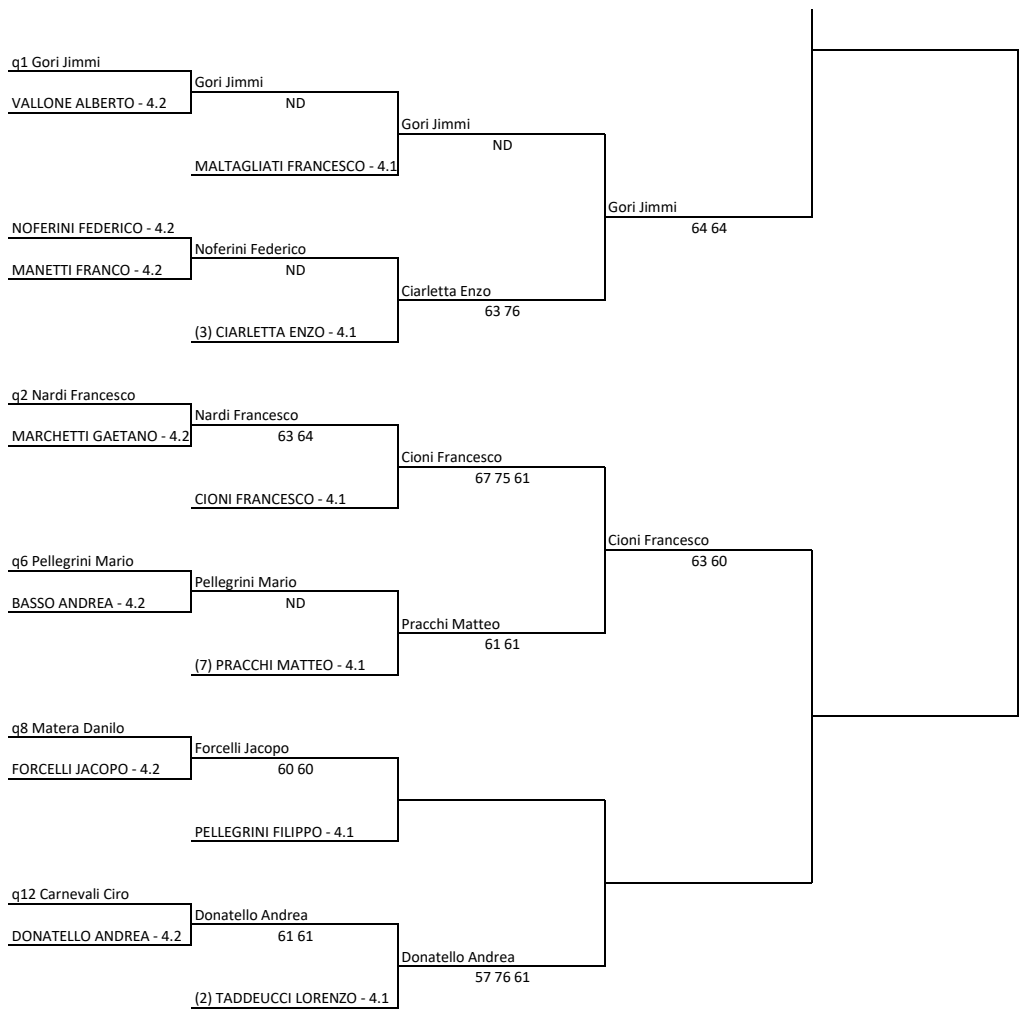 q1 Gori Jimmi
Gori Jimmi
VALLONE ALBERTO - 4.2
ND
Gori Jimmi
ND
MALTAGLIATI FRANCESCO - 4.1
Gori Jimmi
64 64
NOFERINI FEDERICO - 4.2
Noferini Federico
MANETTI FRANCO - 4.2
ND
Ciarletta Enzo
63 76
(3) CIARLETTA ENZO - 4.1
q2 Nardi Francesco
Nardi Francesco
MARCHETTI GAETANO - 4.2
63 64
Cioni Francesco
67 75 61
CIONI FRANCESCO - 4.1
Cioni Francesco
63 60
q6 Pellegrini Mario
Pellegrini Mario
BASSO ANDREA - 4.2
ND
Pracchi Matteo
61 61
(7) PRACCHI MATTEO - 4.1
q8 Matera Danilo
Forcelli Jacopo
FORCELLI JACOPO - 4.2
60 60
PELLEGRINI FILIPPO - 4.1
q12 Carnevali Ciro
Donatello Andrea
DONATELLO ANDREA - 4.2
61 61
Donatello Andrea
57 76 61
(2) TADDEUCCI LORENZO - 4.1